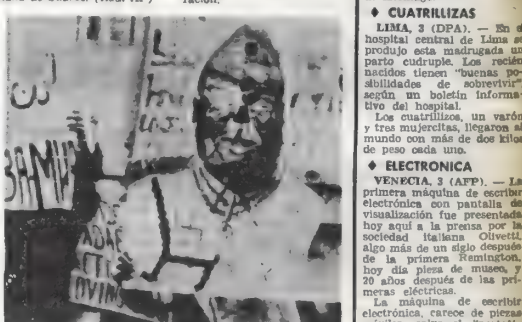 ración.
♦ CUATRILLIZAS
LIMA, 3 (DPA). — En el
hospital central de Lima se
produjo esta madrugada un
parto cudruple. Los recién
nacidos tienen "buenas po-
sibilidades de sobrevivir"
según un boletín informa-
tivo del hospital.
Los cuatrillizos, un varón
y tres mujercitas, llegaron al
mundo con más de dos kilos
de peso cada uno.
♦ ELECTRONICA
VENECIA, 3 (AFP). — La
primera máquina de escribir
electrónica con pantalla de
visualización fue presentada
hoy aquí a la prensa por la
sociedad italiana Olivetti,
algo más de un siglo después
de la primera Remington,
hoy día pieza de museo, y
20 años después de las pri-
meras eléctricas.
La máquina de escribir
electrónica, carece de piezas